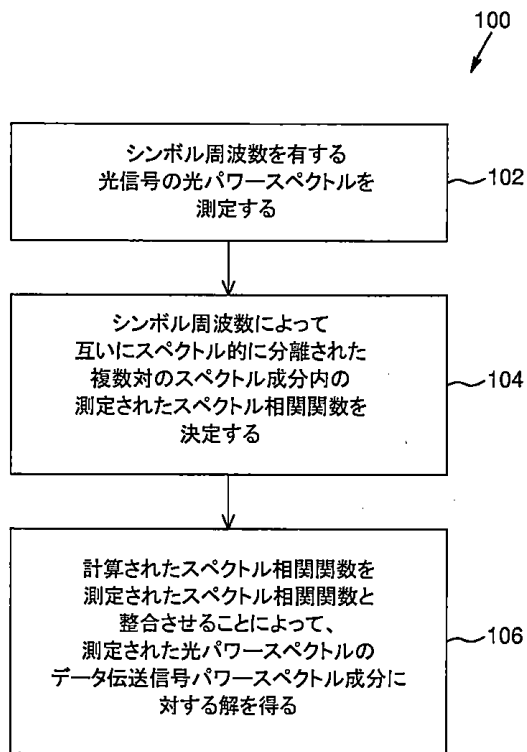 100
シンボル周波数を有する
光信号の光パワースペクトルを
測定する
102
シンボル周波数によって
互いにスペクトル的に分離された
複数対のスペクトル成分内の
測定されたスペクトル相関関数を
決定する
104
計算されたスペクトル相関関数を
測定されたスペクトル相関関数と
整合させることによって、
測定された光パワースペクトルの
データ伝送信号パワースペクトル成分に
対する解を得る
106